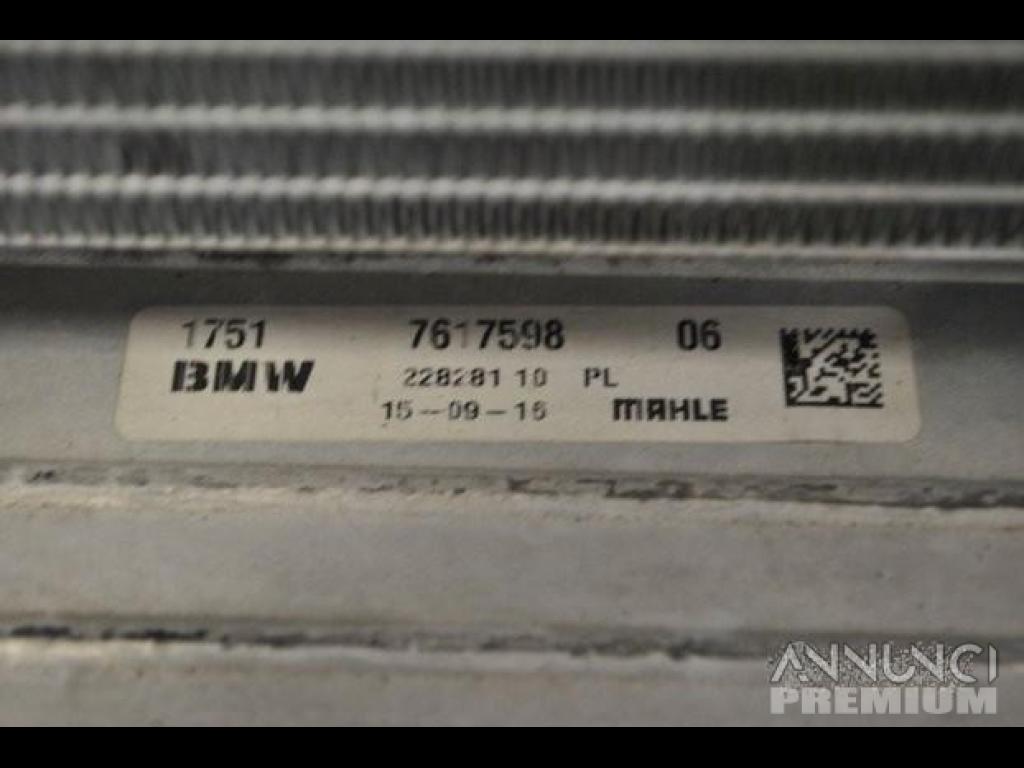 1751 7617598 06
BMW 228281 10 PL
15-09-16 MAHLE
ANNUNCI
PREMIUM